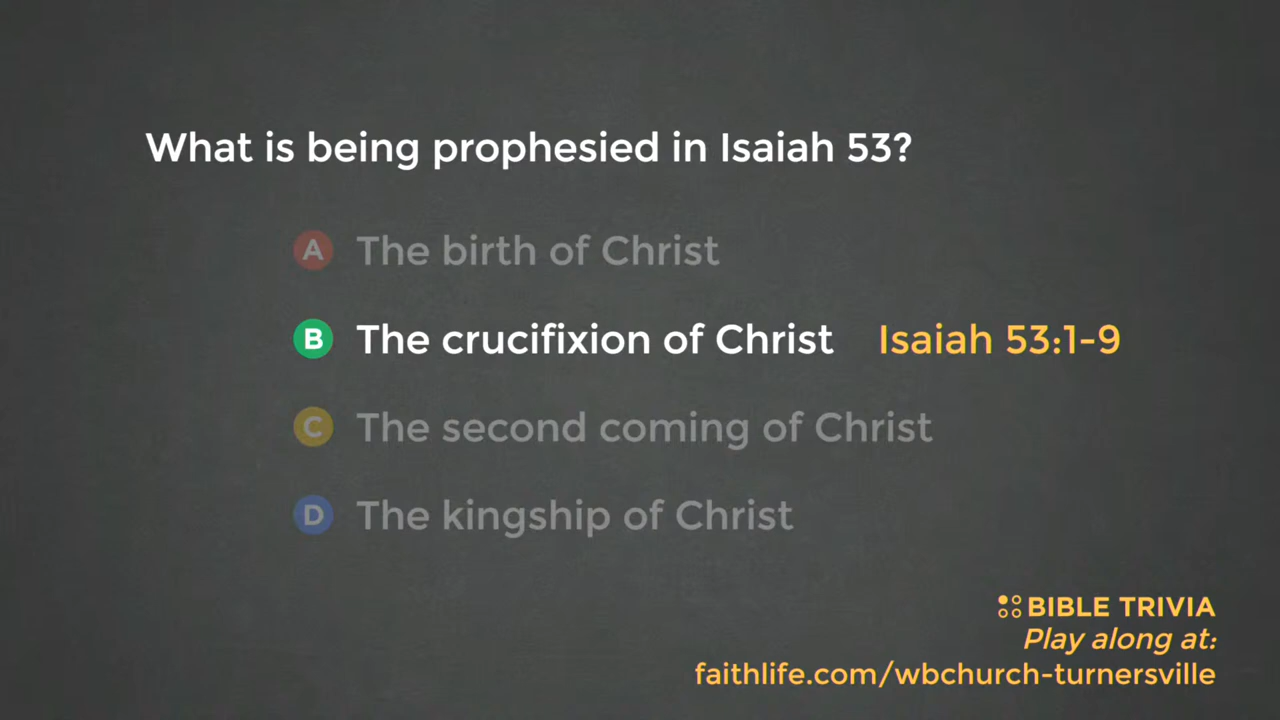 What is being prophesied in Isaiah 53?
A The birth of Christ
B The crucifixion of Christ Isaiah 53:1-9
C The second coming of Christ
D The kingship of Christ
BIBLE TRIVIA
Play along at:
faithlife.com/wbchurch-turnersville